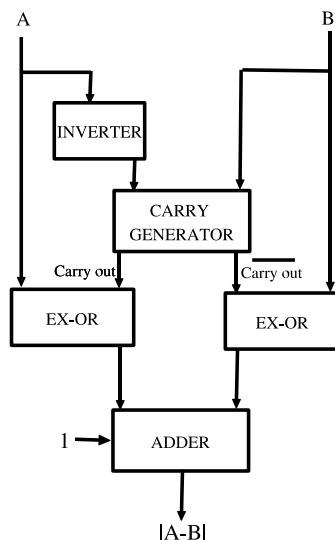 A
B
INVERTER
CARRY
GENERATOR
Carry out
Carry out
EX-OR
EX-OR
1
ADDER
|A-B|